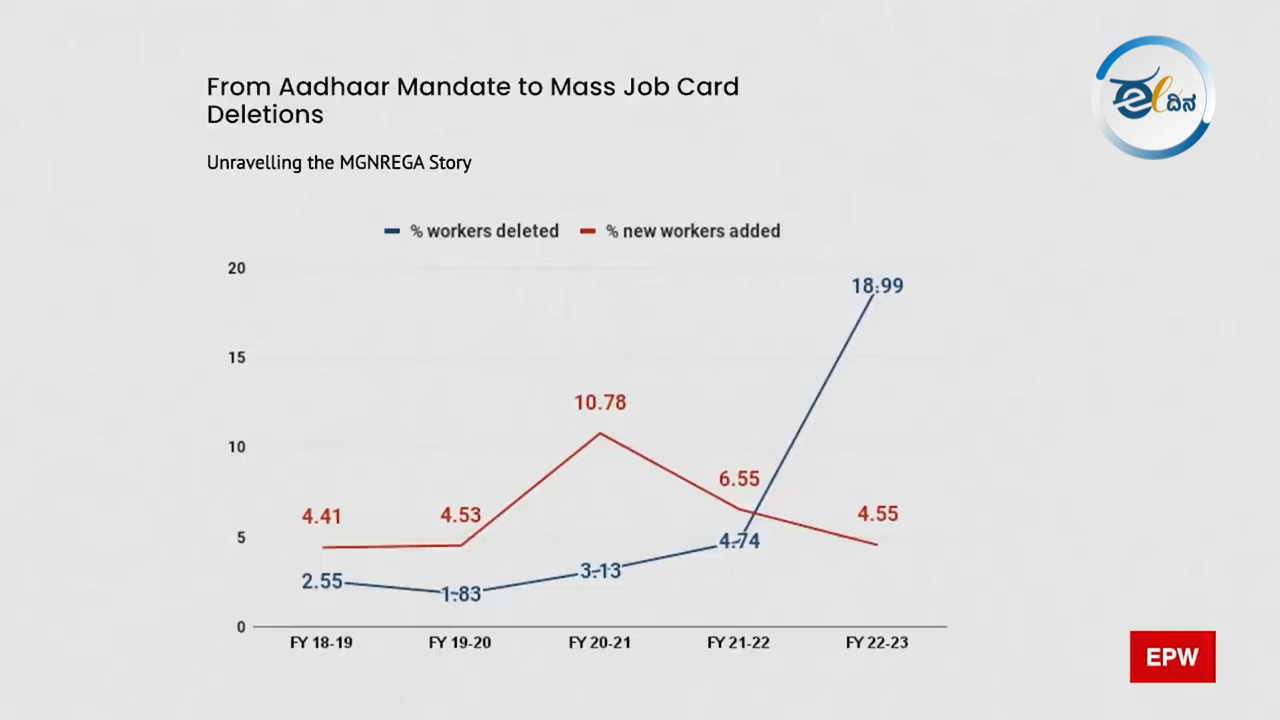 From Aadhaar Mandate to Mass Job Card
Deletions
Unravelling the MGNREGA Story
ಈ ದಿನ
% workers deleted % new workers added
20
15
10
5
0
18.99
10.78
6.55
4.41
4.53
4.55
2.55
1.83
3.13
4.74
FY 18-19 FY 19-20 FY 20-21 FY 21-22 FY 22-23
EPW